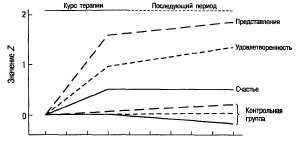 Курс терапии
Последующий период
2
Представления
Удовлетворенность
Значение Z
1
Счастье
Контрольная
группа
0